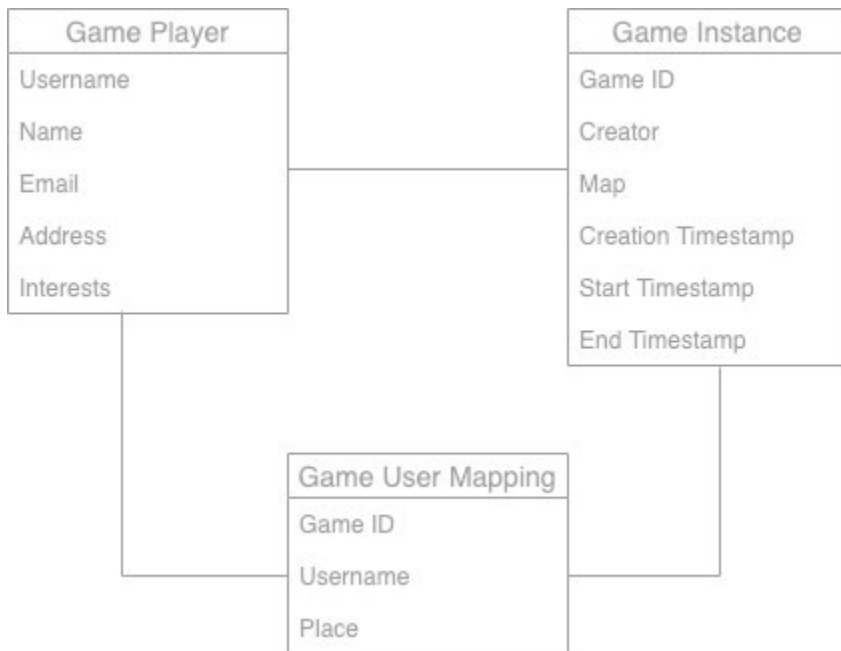 Game Player
Username
Name
Email
Address
Interests
Game Instance
Game ID
Creator
Map
Creation Timestamp
Start Timestamp
End Timestamp
Game User Mapping
Game ID
Username
Place